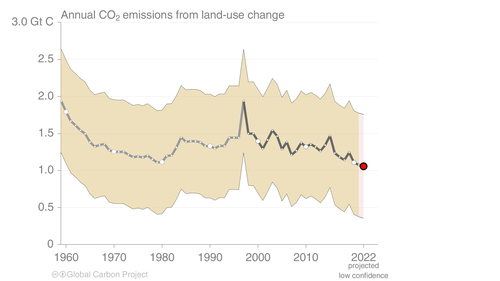 Annual CO₂ emissions from land-use change
3.0 Gt C
2.5
2.0
1.5
1.0
0.5
0
1960 1970 1980 1990 2000 2010 2022
projected
low confidence
Global Carbon Project